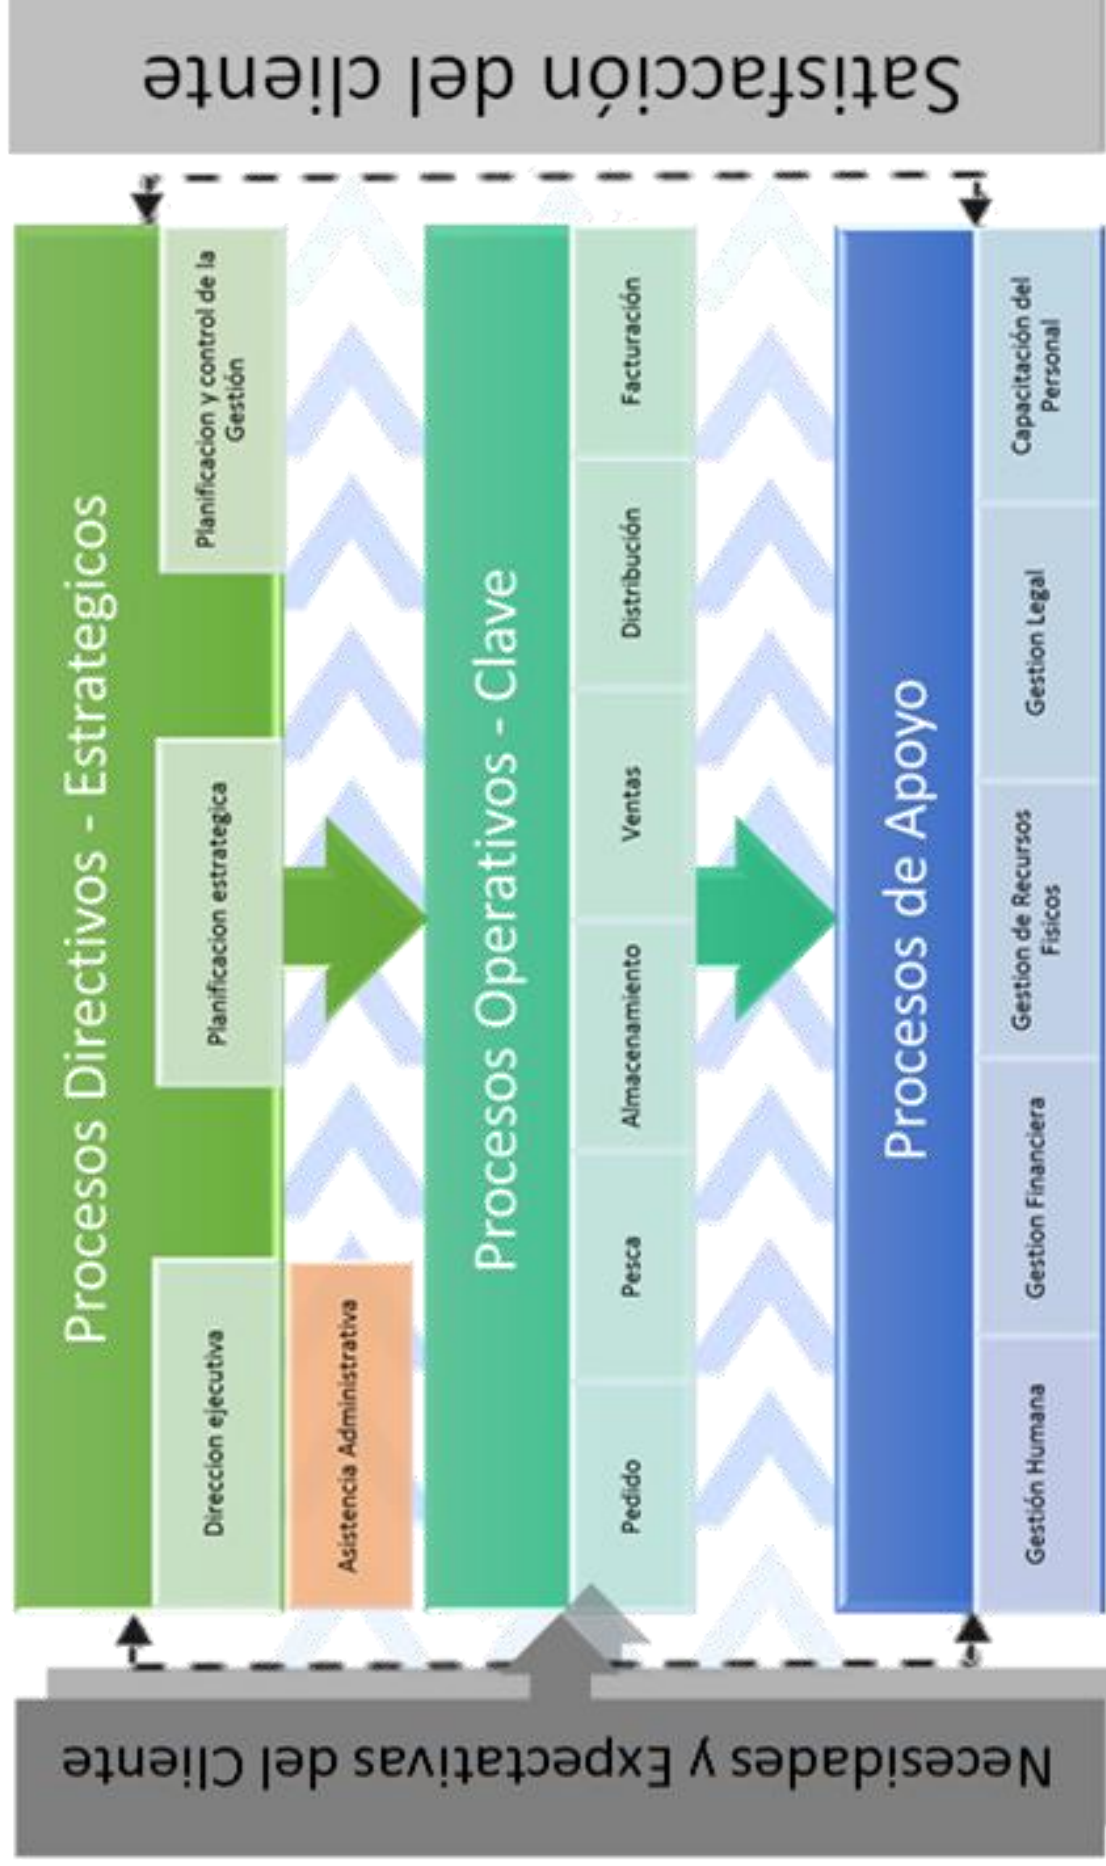 Necesidades y Expectativas del Cliente
Procesos Directivos - Estrategicos
Direccion ejecutiva
Planificacion estrategica
Planificacion y control de la
Gestión
Asistencia Administrativa
Procesos Operativos - Clave
Pedido
Pesca
Almacenamiento
Ventas
Distribución
Facturación
Procesos de Apoyo
Gestión Humana
Gestion Financiera
Gestion de Recursos
Fisicos
Gestion Legal
Capacitación del
Personal
Satisfacción del cliente